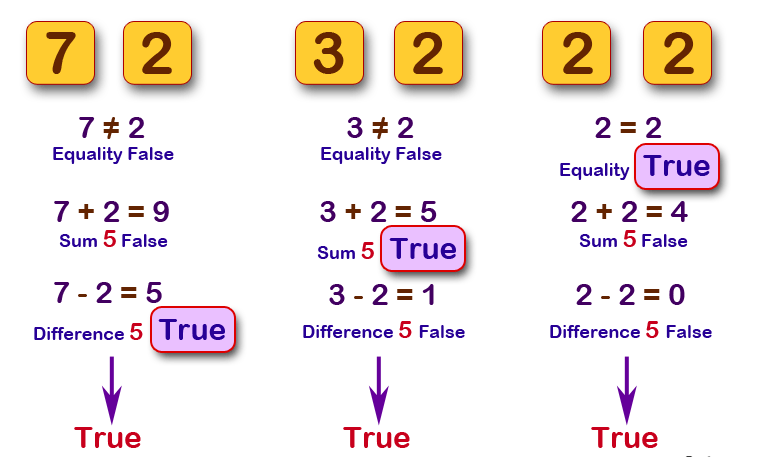 7 2
7 ≠ 2
Equality False
7 + 2 = 9
Sum 5 False
7 - 2 = 5
Difference 5 True
True
3 2
3 ≠ 2
Equality False
3 + 2 = 5
Sum 5 True
3 - 2 = 1
Difference 5 False
True
2 2
2 = 2
Equality True
2 + 2 = 4
Sum 5 False
2 - 2 = 0
Difference 5 False
True